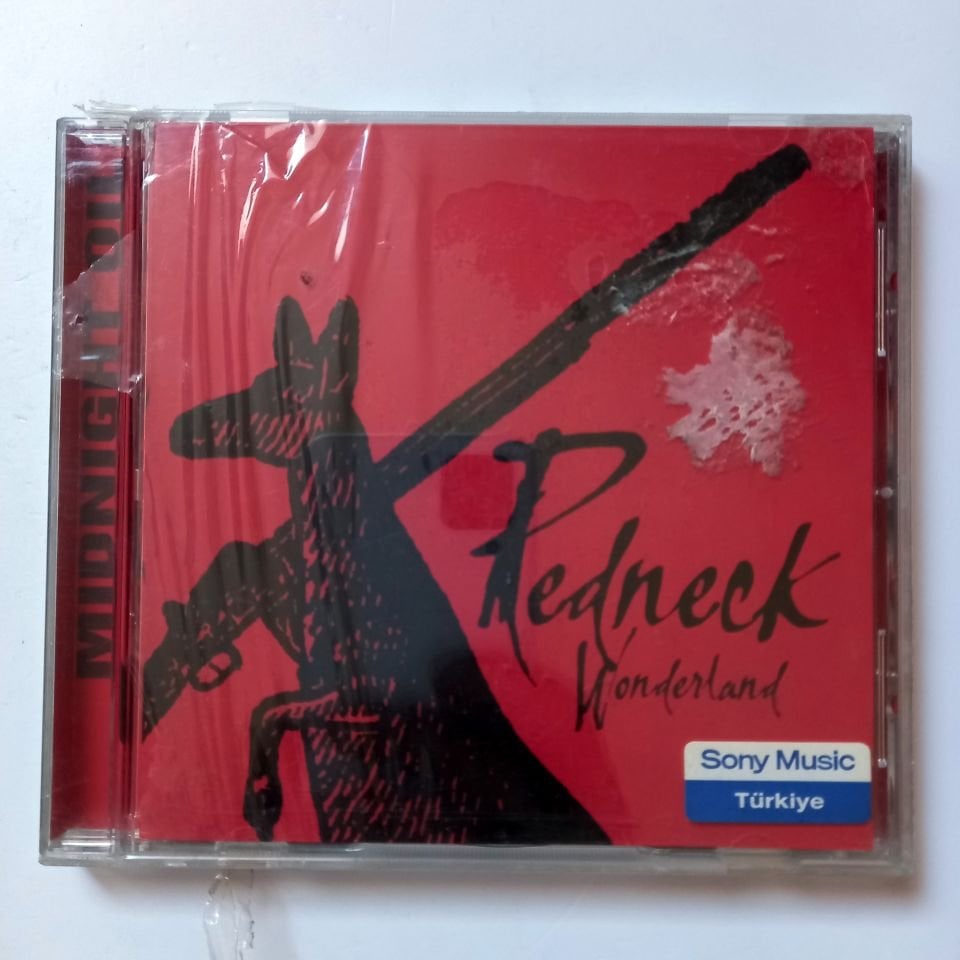 MIDNIGHT OIL
Redneck
Wonderland
Sony Music
Türkiye